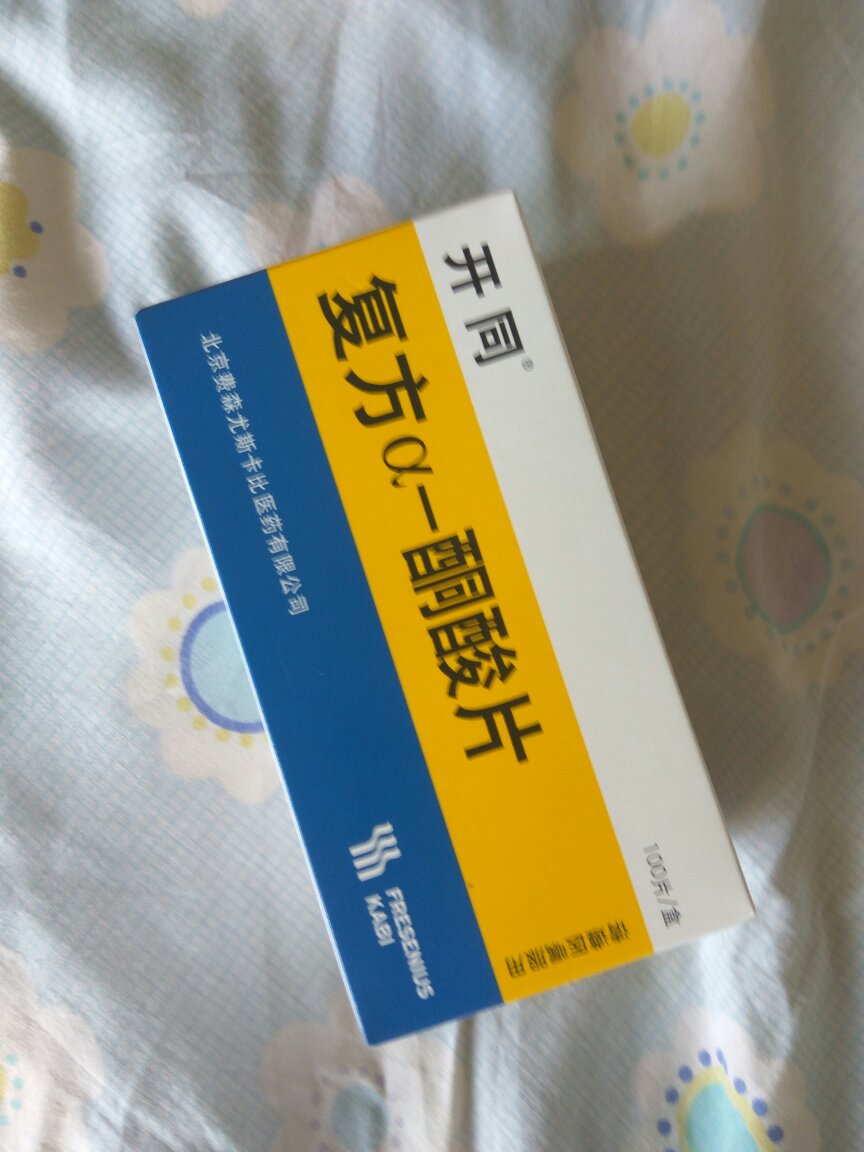 开同®
复方α-酮酸片
北京费森尤斯卡比医药有限公司
FRESENIUS
KABI
100片/盒